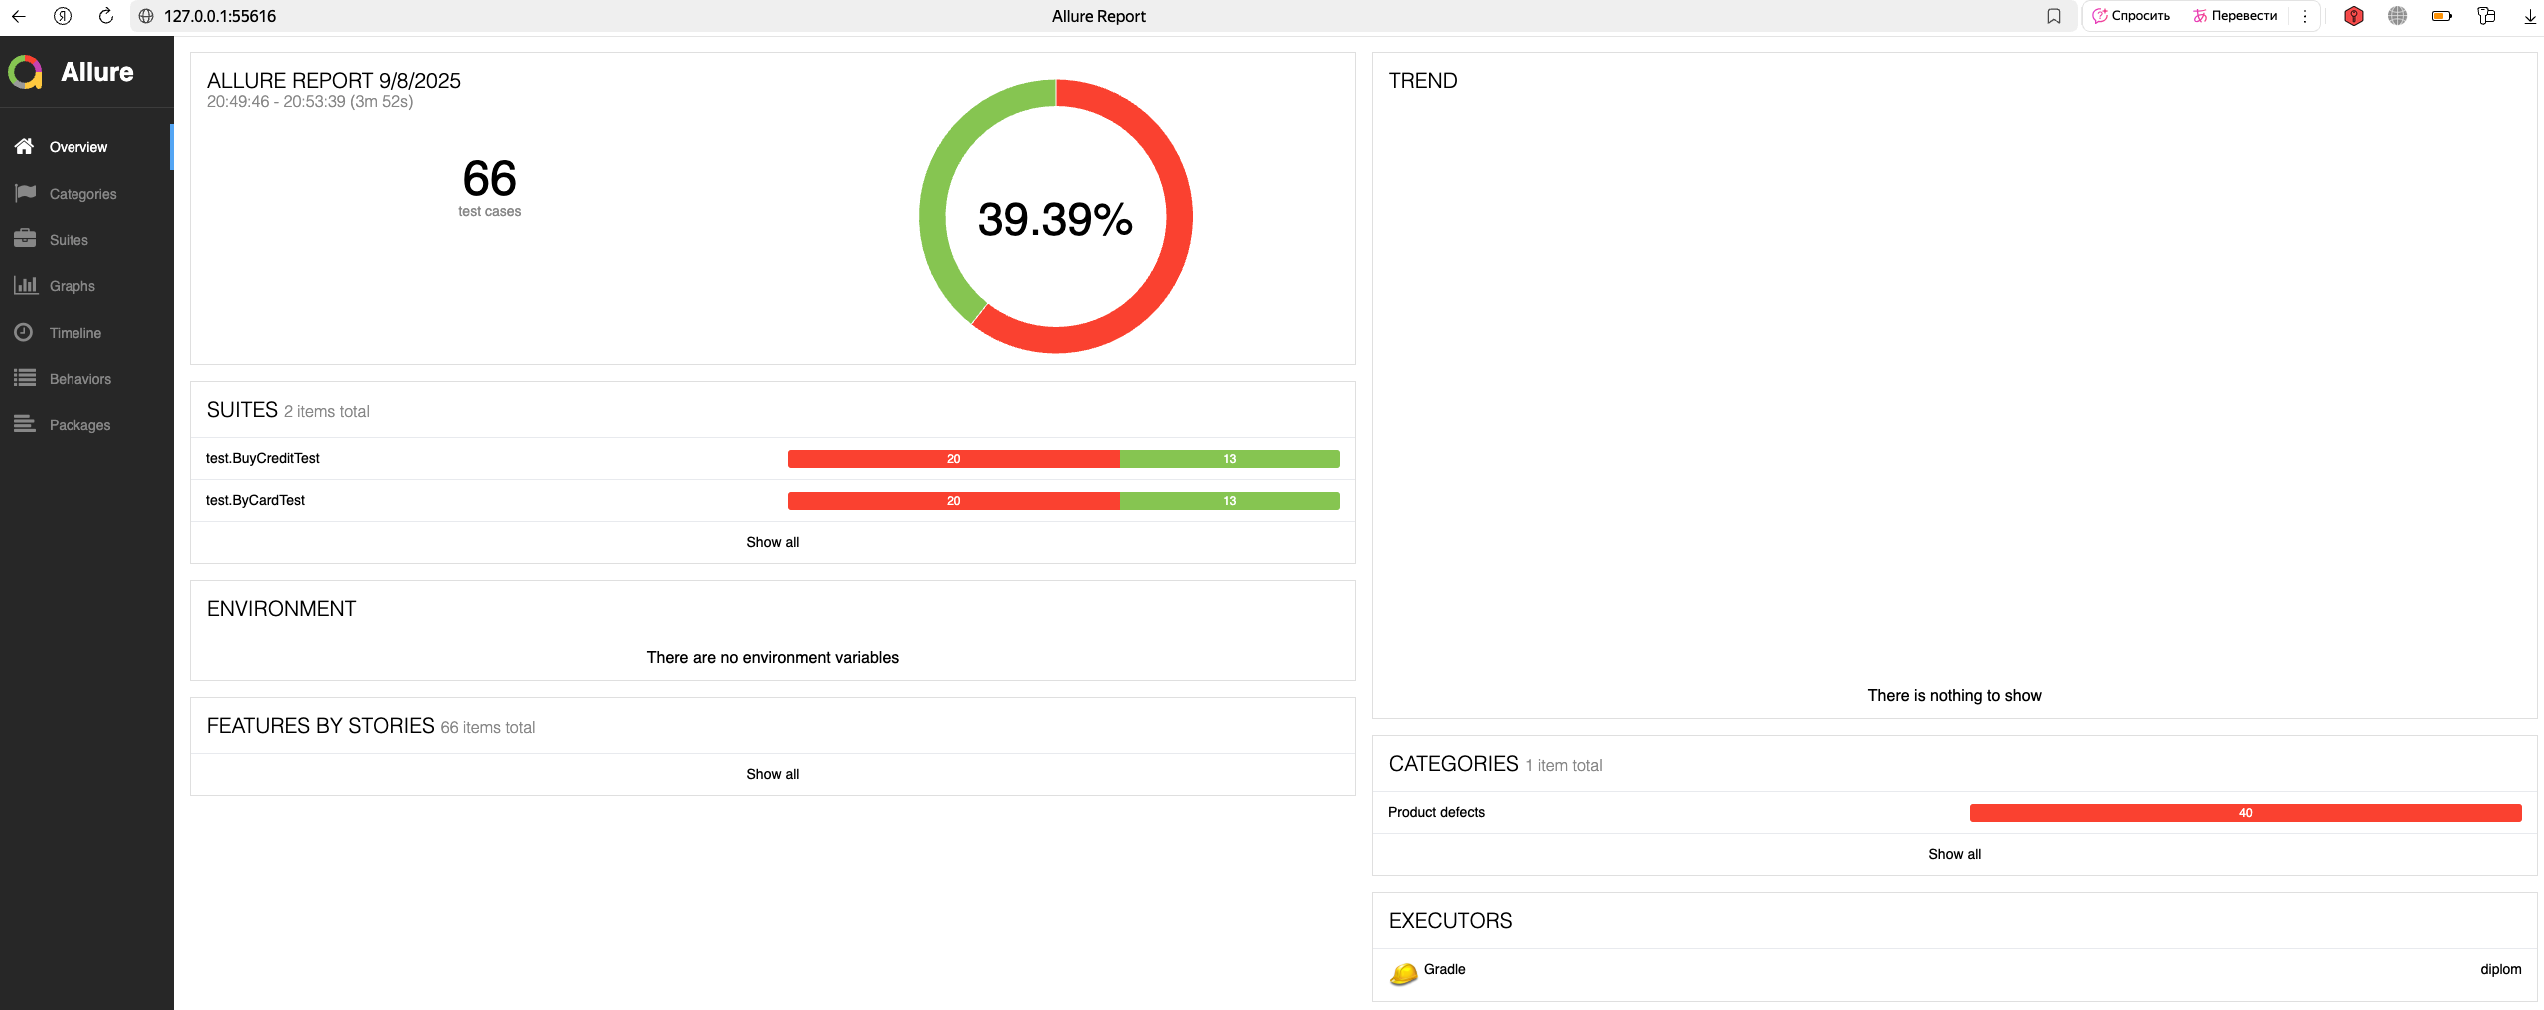 127.0.0.1:55616
Allure Report
Спросить
Перевести
Allure
Overview
Categories
Suites
Graphs
Timeline
Behaviors
Packages
ALLURE REPORT 9/8/2025
20:49:46 - 20:53:39 (3m 52s)
66
test cases
39.39%
SUITES 2 items total
test.BuyCreditTest 20 13
test.ByCardTest 20 13
Show all
ENVIRONMENT
There are no environment variables
FEATURES BY STORIES 66 items total
Show all
TREND
There is nothing to show
CATEGORIES 1 item total
Product defects 40
Show all
EXECUTORS
Gradle diplom